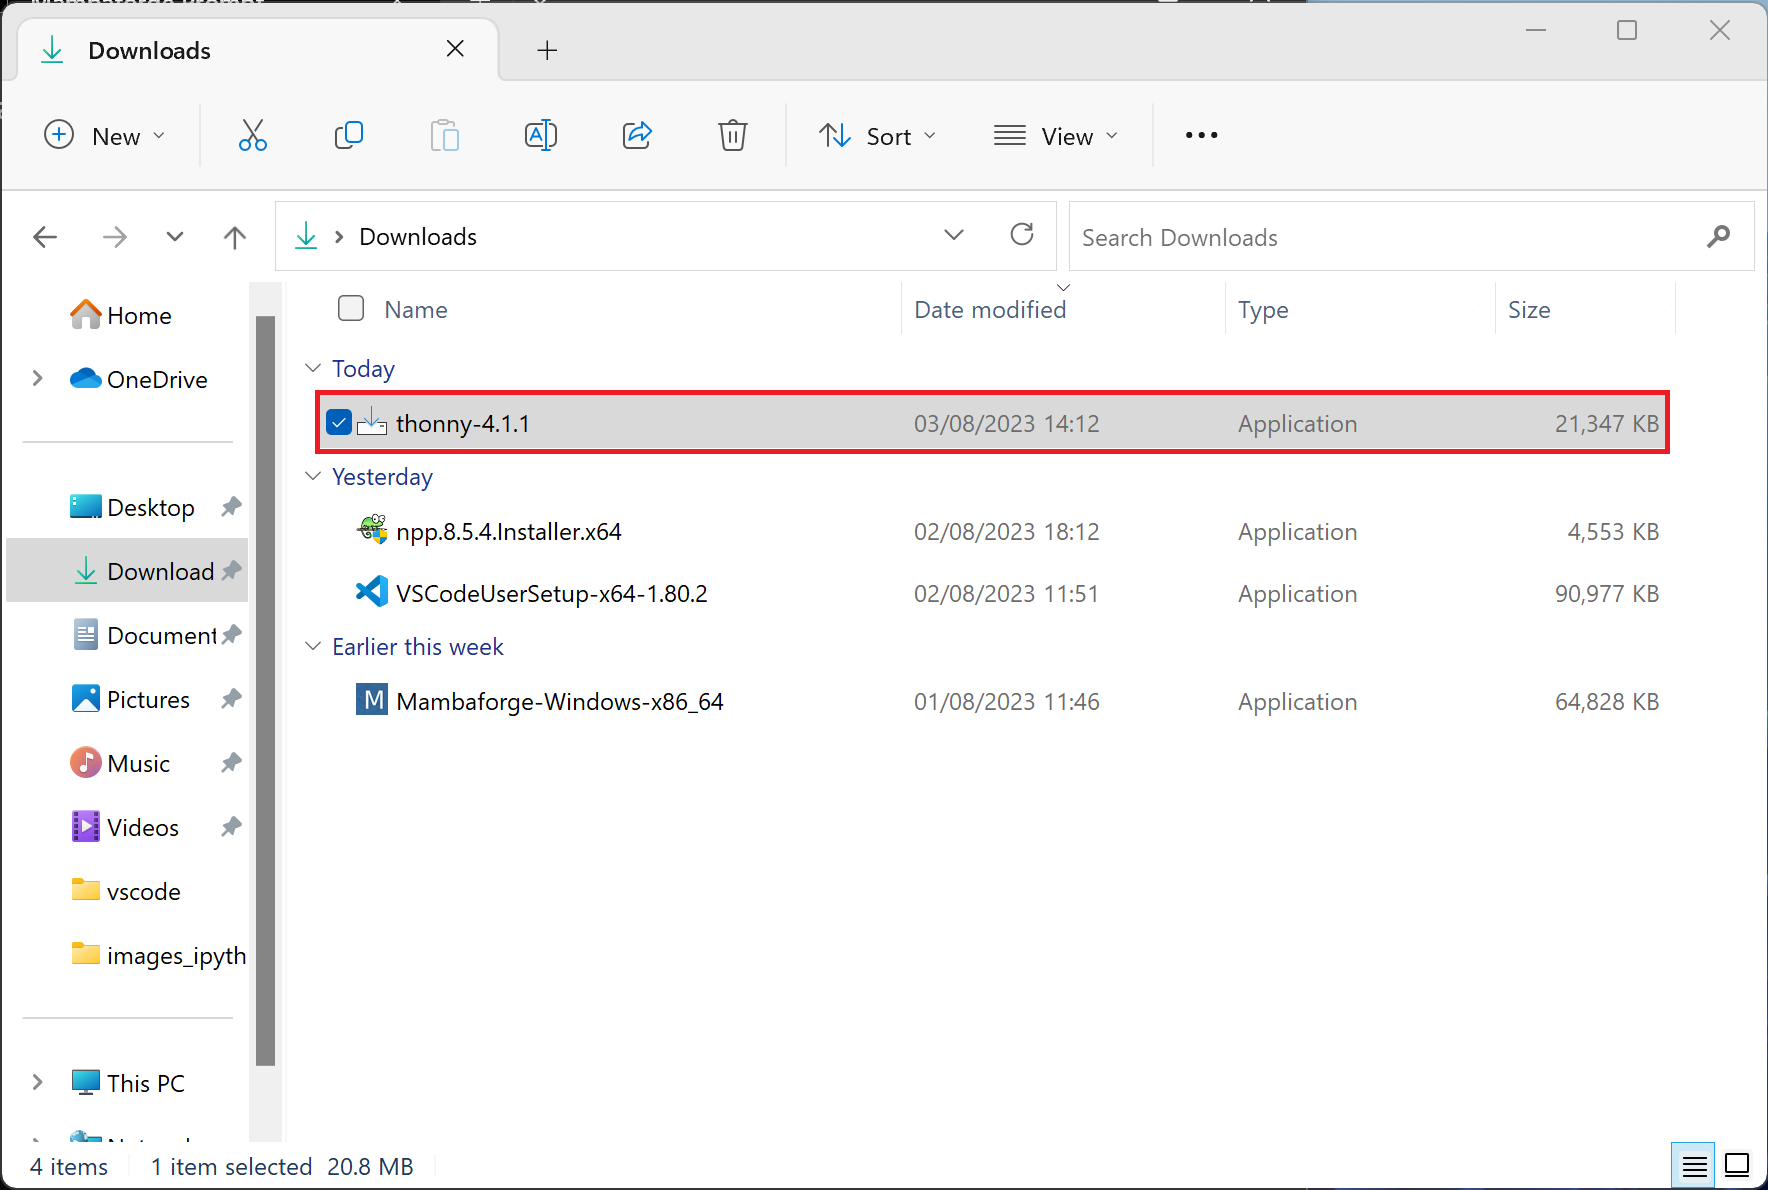 Downloads
New
Sort
View
Downloads
Search Downloads
Home
OneDrive
Desktop
Download
Document
Pictures
Music
Videos
vscode
images_ipyth
This PC
Name Date modified Type Size
Today
thonny-4.1.1 03/08/2023 14:12 Application 21,347 KB
Yesterday
npp.8.5.4.Installer.x64 02/08/2023 18:12 Application 4,553 KB
VSCodeUserSetup-x64-1.80.2 02/08/2023 11:51 Application 90,977 KB
Earlier this week
M Mambaforge-Windows-x86_64 01/08/2023 11:46 Application 64,828 KB
4 items 1 item selected 20.8 MB